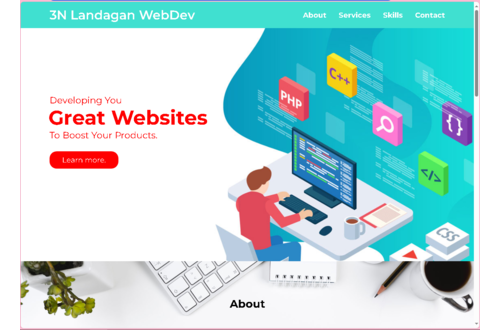 3N Landagan WebDev
About Services Skills Contact
Developing You
Great Websites
To Boost Your Products.
Learn more.
PHP
C++
{ }
</>
CSS
About